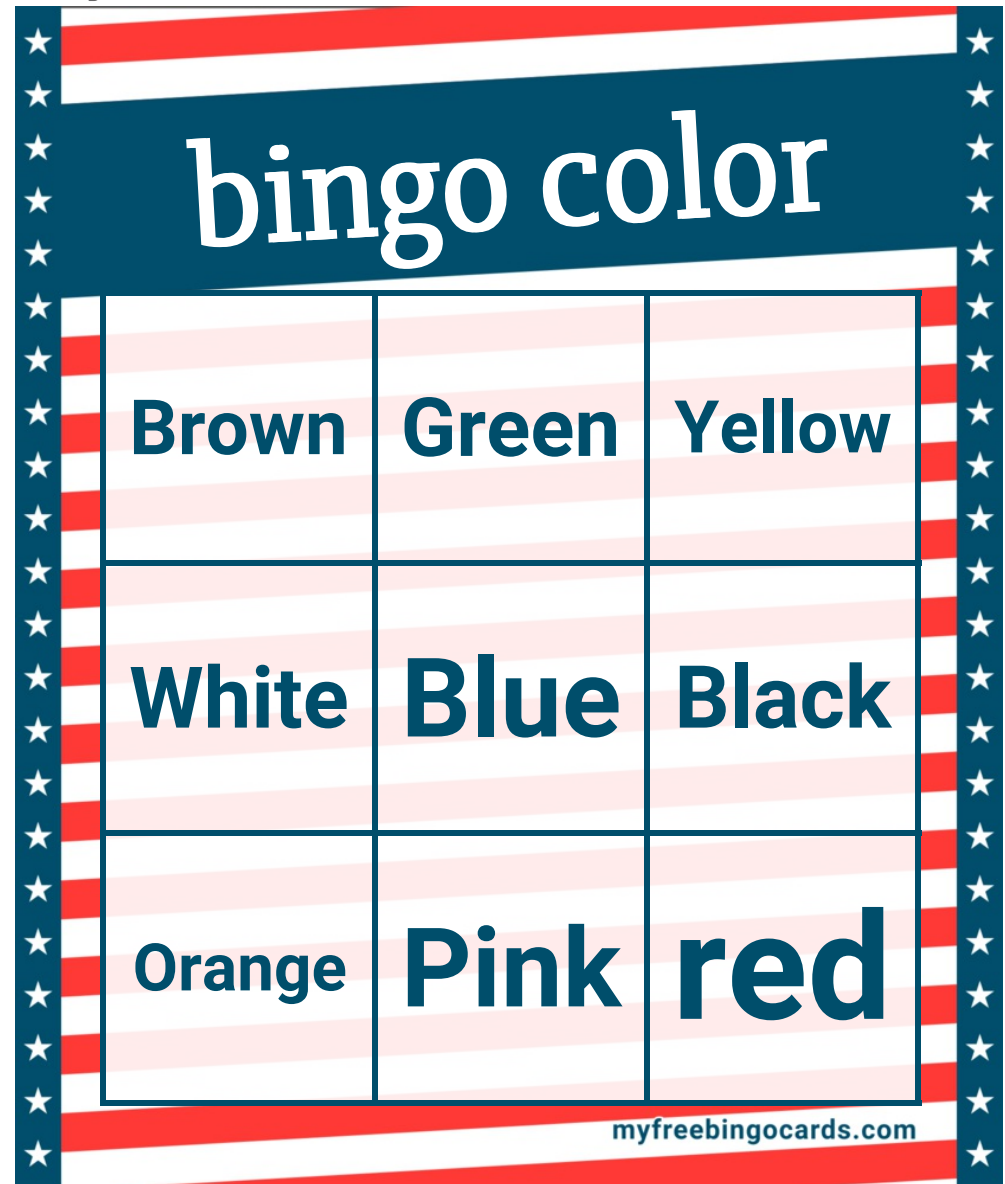 bingo color
Brown Green Yellow
White Blue Black
Orange Pink red
myfreebingocards.com